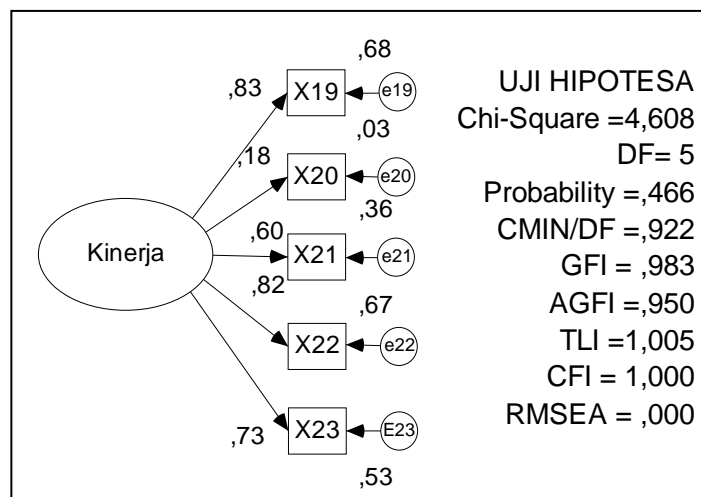 ,68
,83
X19
e19
,03
,18
X20
e20
,36
,60
Kinerja
X21
e21
,82
,67
X22
e22
,73
X23
E23
,53
UJI HIPOTESA
Chi-Square =4,608
DF= 5
Probability =,466
CMIN/DF =,922
GFI = ,983
AGFI = ,950
TLI =1,005
CFI = 1,000
RMSEA = ,000